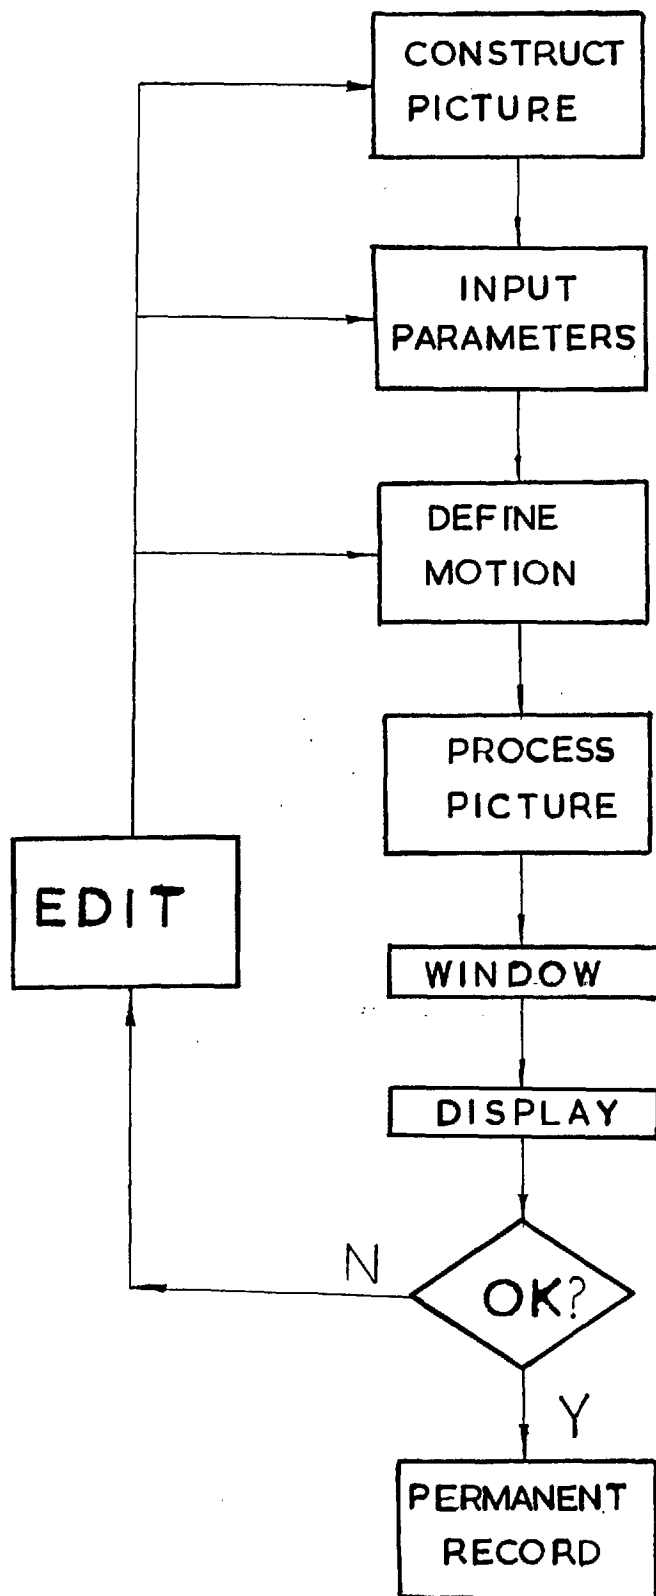 CONSTRUCT
PICTURE
INPUT
PARAMETERS
DEFINE
MOTION
PROCESS
PICTURE
EDIT
WINDOW
DISPLAY
N
OK?
Y
PERMANENT
RECORD